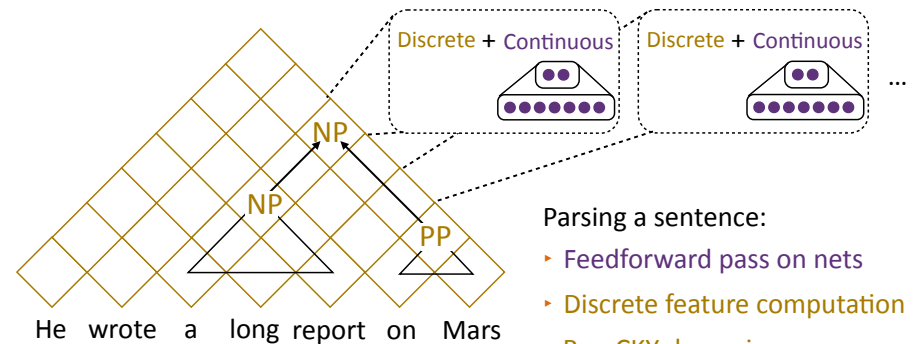 Discrete + Continuous
Discrete + Continuous
...
NP
NP
PP
Parsing a sentence:
‣ Feedforward pass on nets
‣ Discrete feature computation
He wrote a long report on Mars